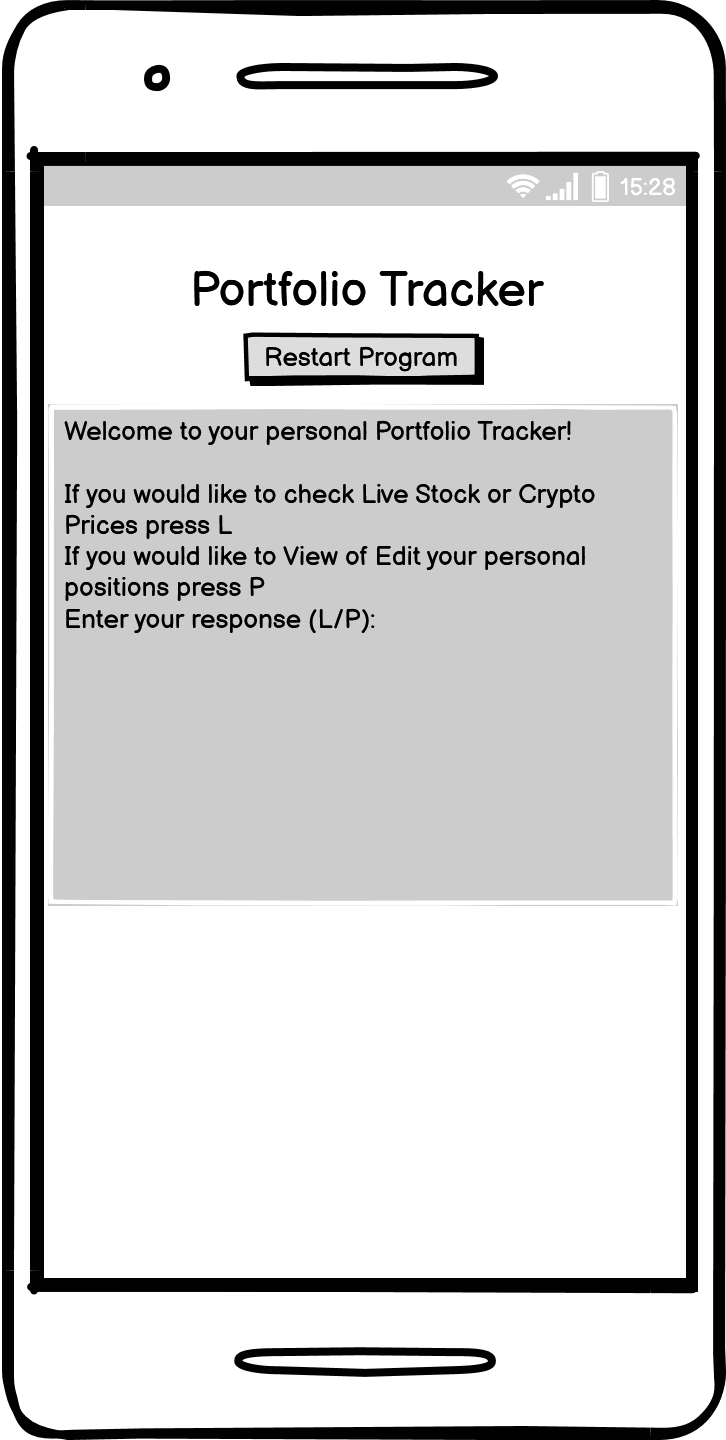 15:28
Portfolio Tracker
Restart Program
Welcome to your personal Portfolio Tracker!
If you would like to check Live Stock or Crypto
Prices press L
If you would like to View of Edit your personal
positions press P
Enter your response (L/P):